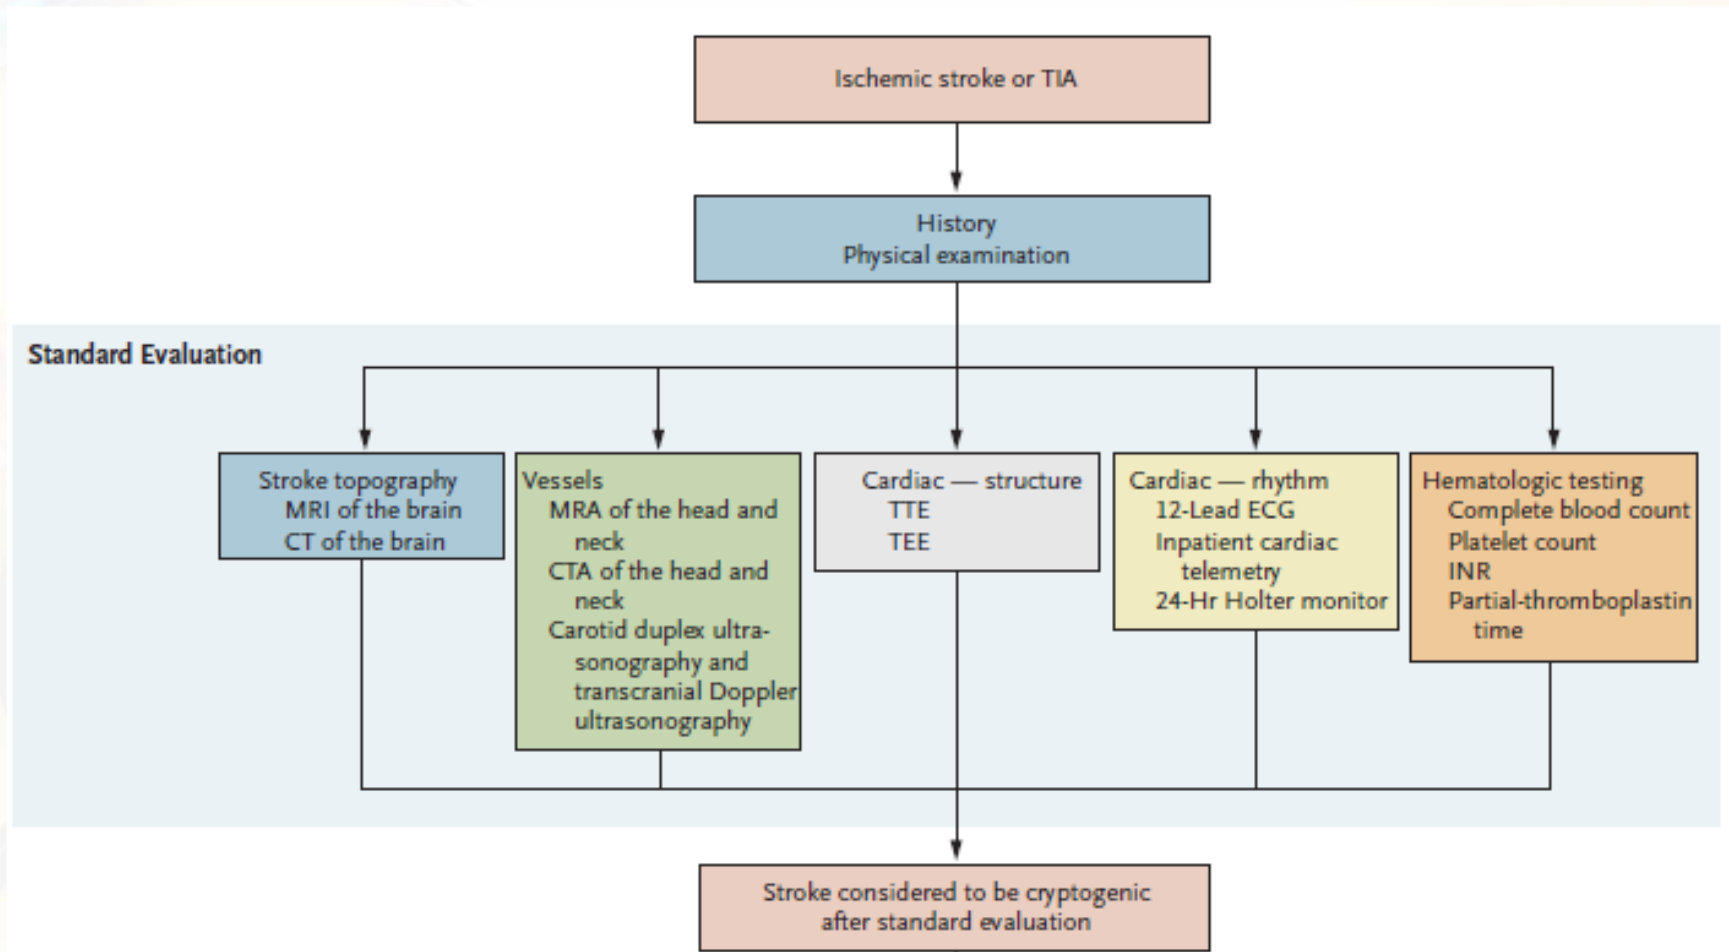 Ischemic stroke or TIA
History
Physical examination
Standard Evaluation
Stroke topography
MRI of the brain
CT of the brain
Vessels
MRA of the head and
neck
CTA of the head and
neck
Carotid duplex ultra-
sonography and
transcranial Doppler
ultrasonography
Cardiac — structure
TTE
TEE
Cardiac — rhythm
12-Lead ECG
Inpatient cardiac
telemetry
24-Hr Holter monitor
Hematologic testing
Complete blood count
Platelet count
INR
Partial-thromboplastin
time
Stroke considered to be cryptogenic
after standard evaluation